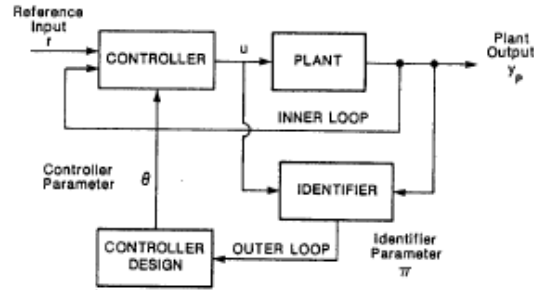 Reference
Input
r
CONTROLLER
u
PLANT
Plant
Output
yp
INNER LOOP
Controller
Parameter
θ
IDENTIFIER
CONTROLLER
DESIGN
OUTER LOOP
Identifier
Parameter
π